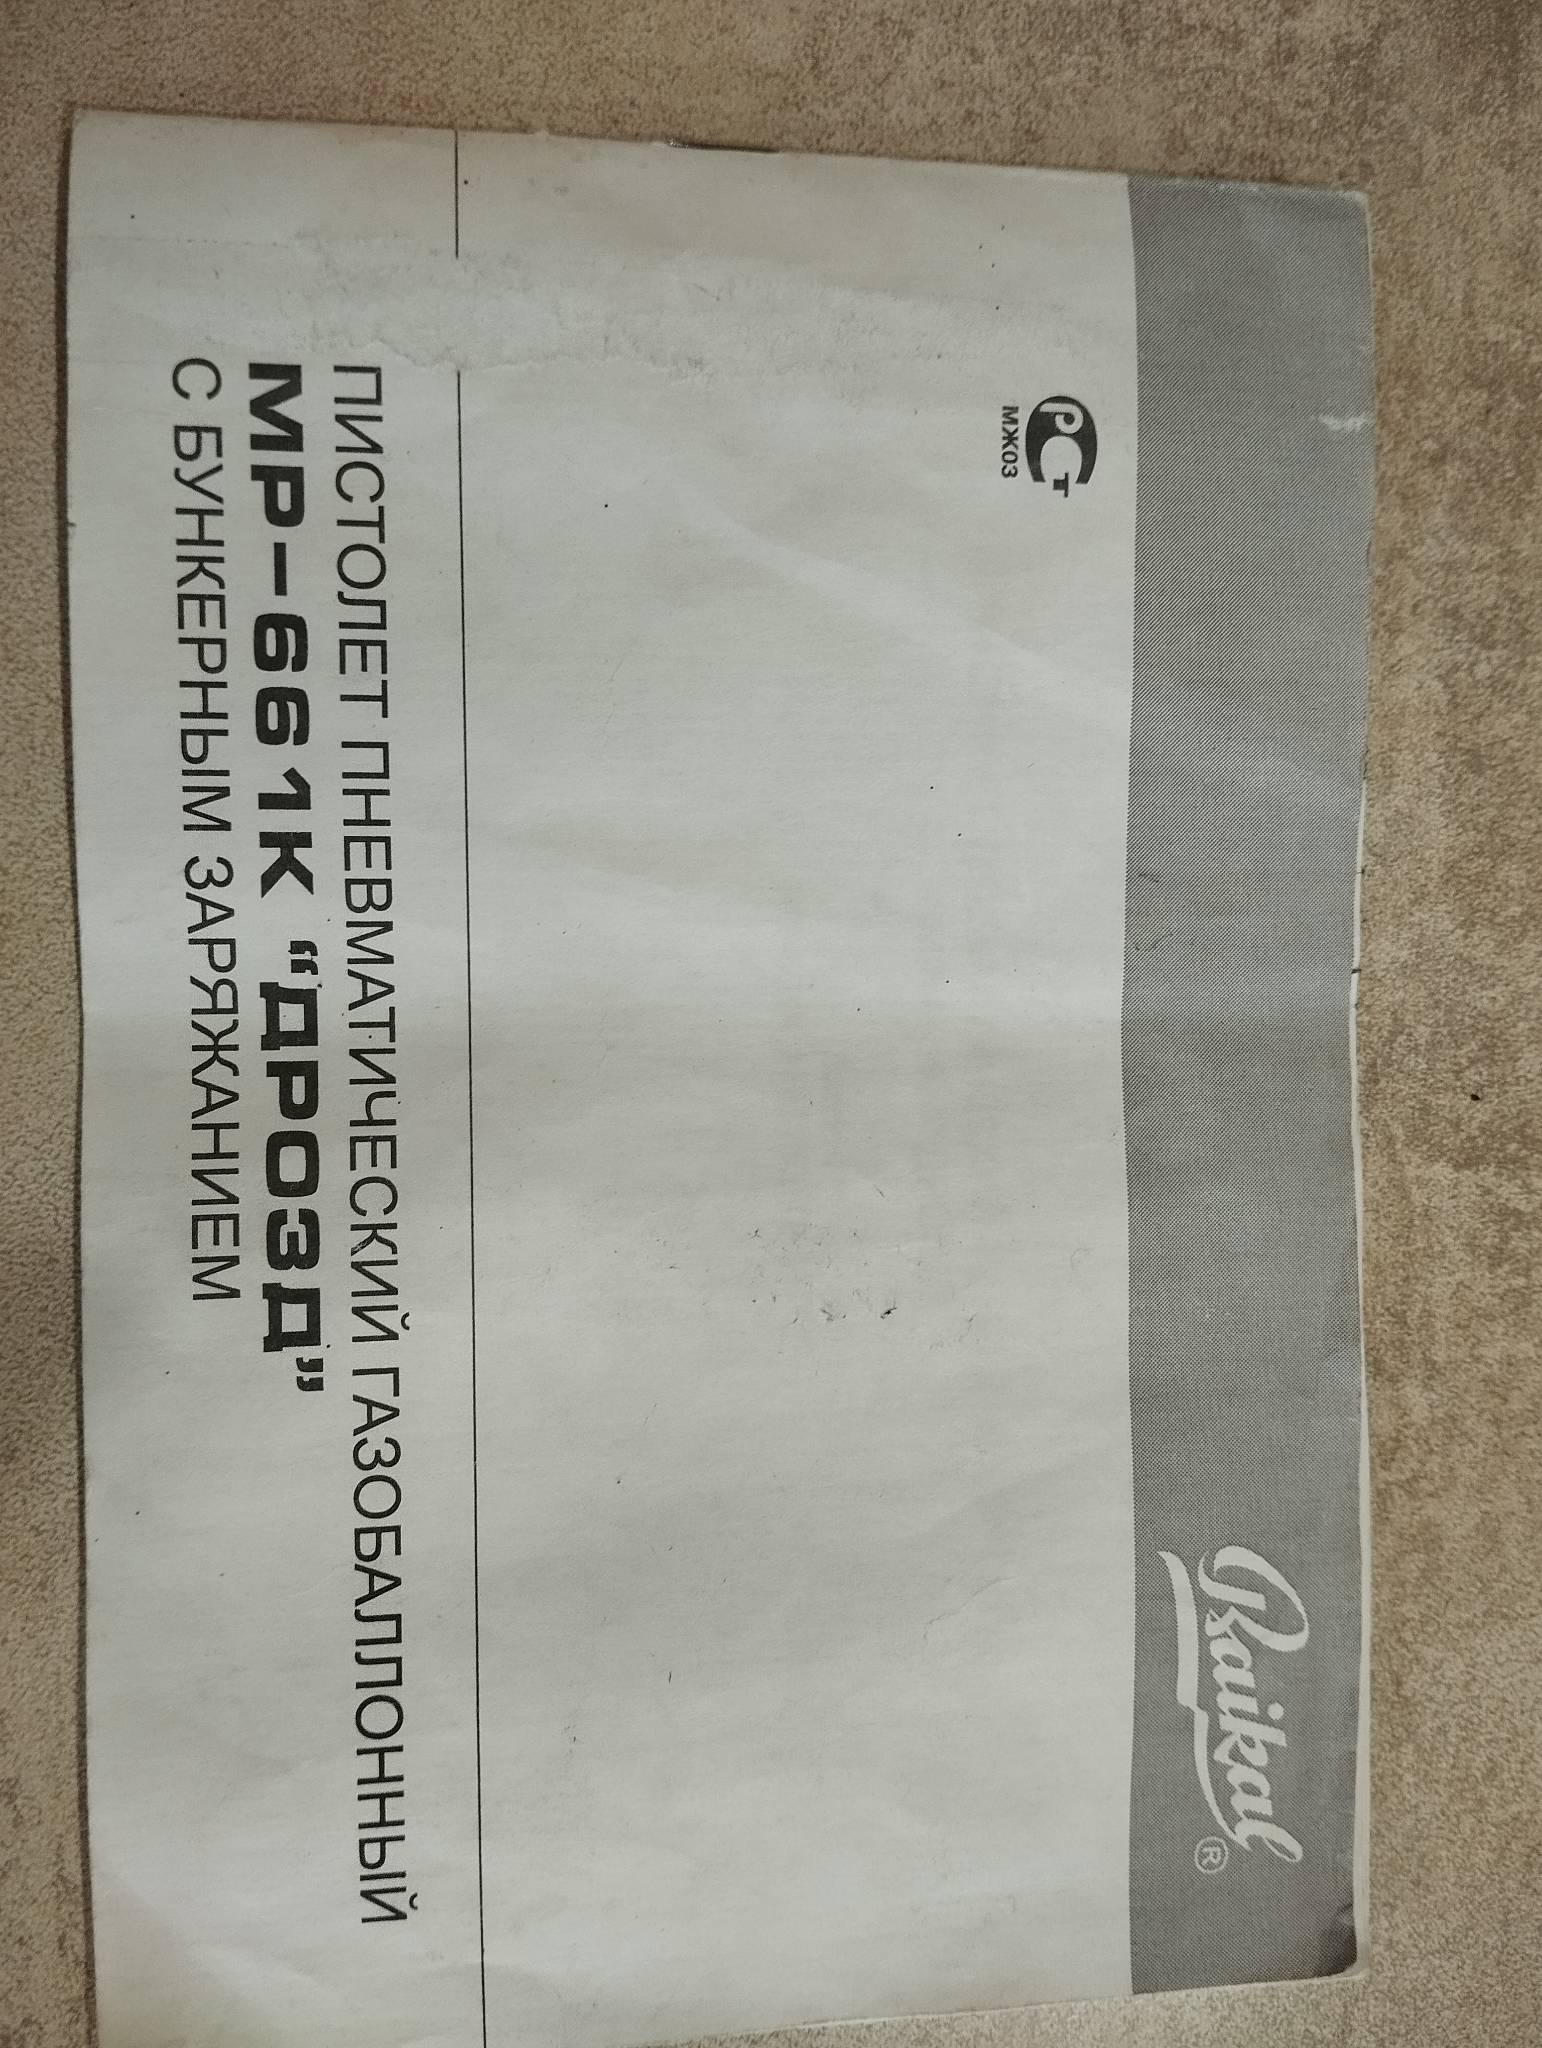 Baikal®
РСТ
МЖ03
ПИСТОЛЕТ ПНЕВМАТИЧЕСКИЙ ГАЗОБАЛЛОННЫЙ
МР-661К “ДРОЗД”
С БУНКЕРНЫМ ЗАРЯЖАНИЕМ